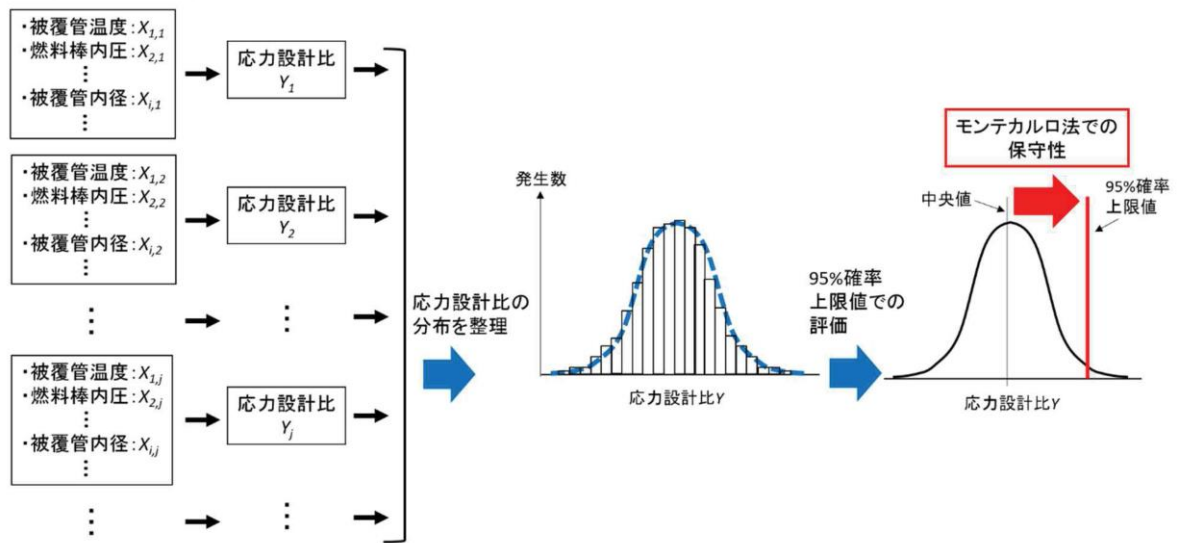 ・被覆管温度：X1,1
・燃料棒内圧：X2,1
⋮
・被覆管内径：Xi,1
⋮
応力設計比
Y1
・被覆管温度：X1,2
・燃料棒内圧：X2,2
⋮
・被覆管内径：Xi,2
⋮
応力設計比
Y2
⋮
⋮
・被覆管温度：X1,j
・燃料棒内圧：X2,j
⋮
・被覆管内径：Xi,j
⋮
応力設計比
Yj
⋮
⋮
応力設計比の
分布を整理
発生数
応力設計比Y
95%確率
上限値での
評価
モンテカルロ法での
保守性
中央値
95%確率
上限値
応力設計比Y